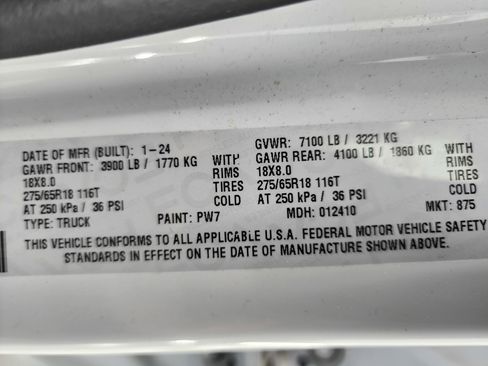 DATE OF MFR (BUILT): 1-24 GVWR: 7100 LB / 3221 KG
GAWR FRONT: 3900 LB / 1770 KG WITH GAWR REAR: 4100 LB / 1860 KG WITH
18X8.0 RIMS 18X8.0 RIMS
275/65R18 116T TIRES 275/65R18 116T TIRES
AT 250 kPa / 36 PSI COLD AT 250 kPa / 36 PSI COLD
TYPE: TRUCK PAINT: PW7 MDH: 012410 MKT: 875
THIS VEHICLE CONFORMS TO ALL APPLICABLE U.S.A. FEDERAL MOTOR VEHICLE SAFETY
STANDARDS IN EFFECT ON THE DATE OF MANUFACTURE SHOWN ABOVE.